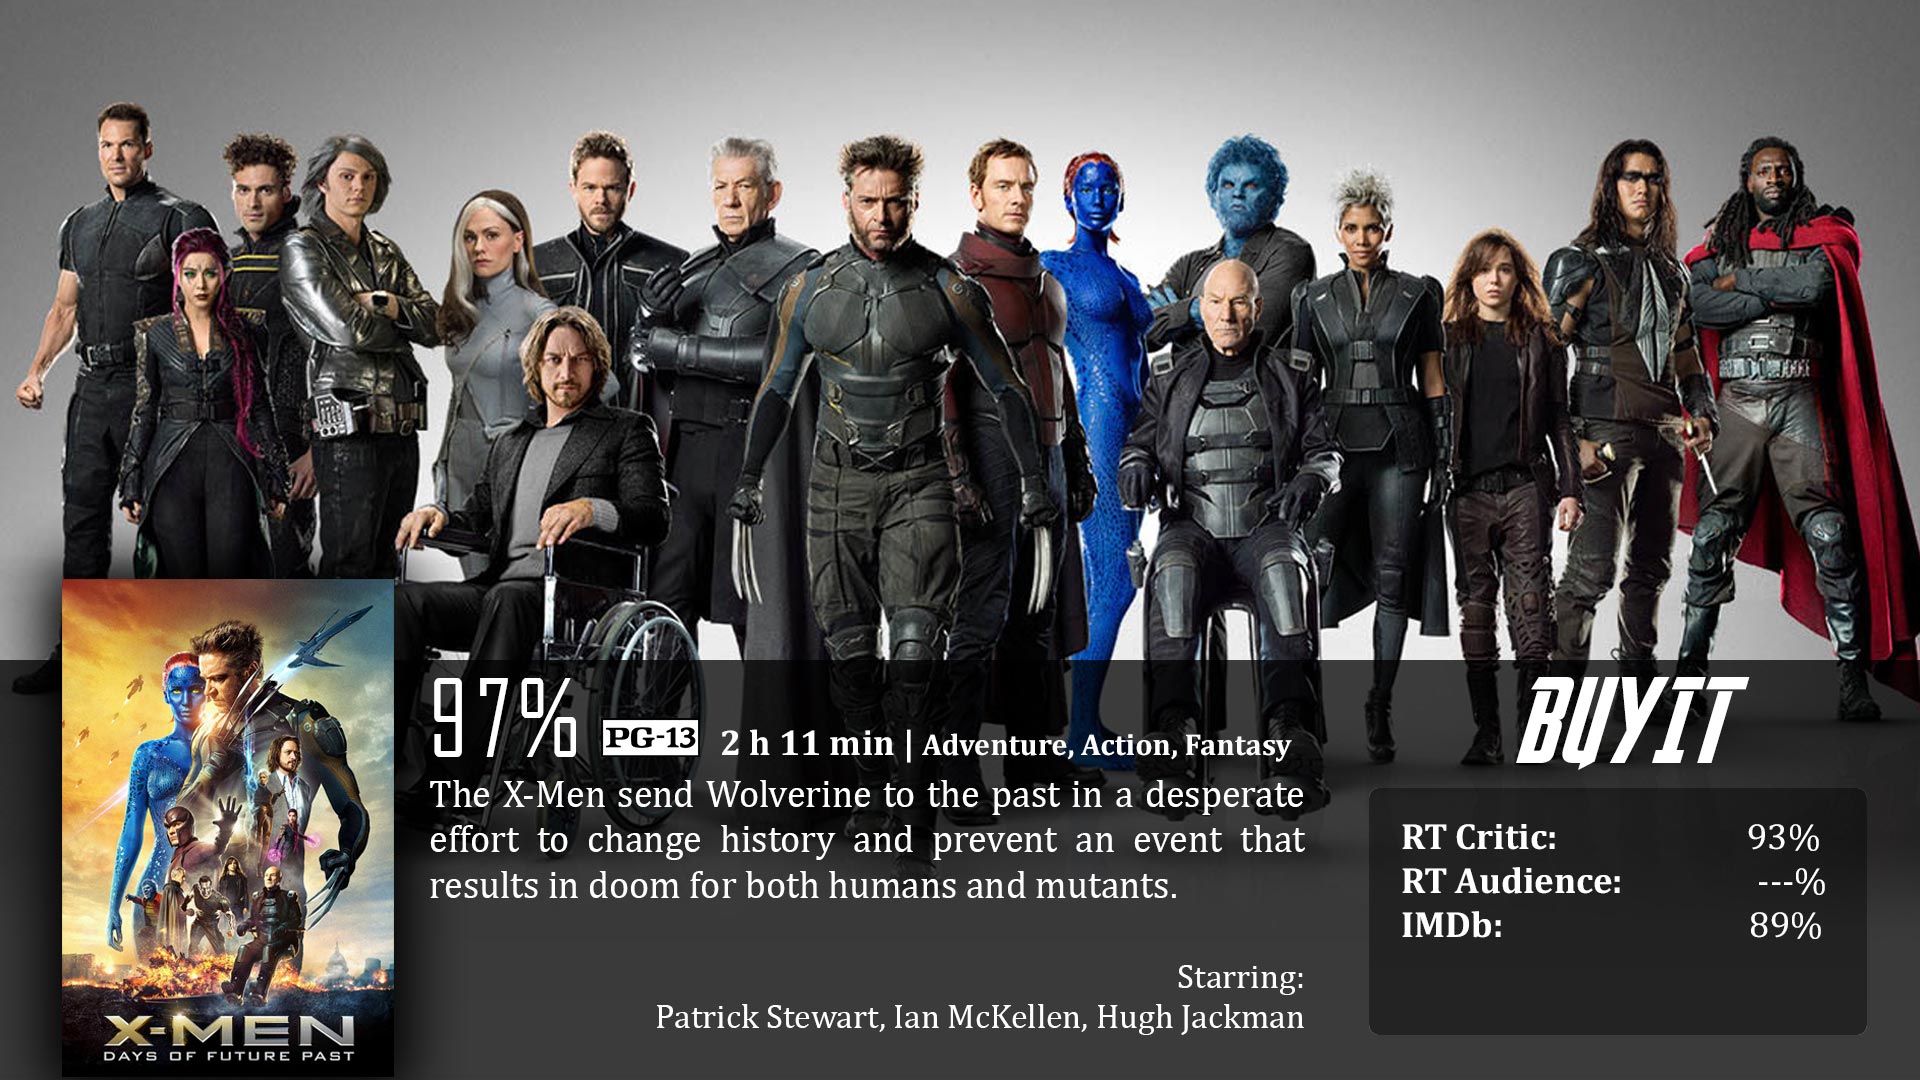 97% PG-13 2 h 11 min | Adventure, Action, Fantasy
The X-Men send Wolverine to the past in a desperate
effort to change history and prevent an event that
results in doom for both humans and mutants.
Starring:
Patrick Stewart, Ian McKellen, Hugh Jackman
BUY IT
RT Critic: 93%
RT Audience: ---%
IMDb: 89%
X-MEN
DAYS OF FUTURE PAST